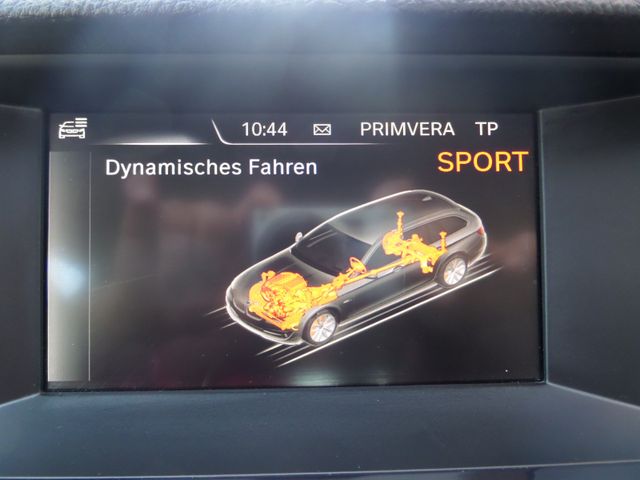 10:44 PRIMVERA TP
Dynamisches Fahren SPORT